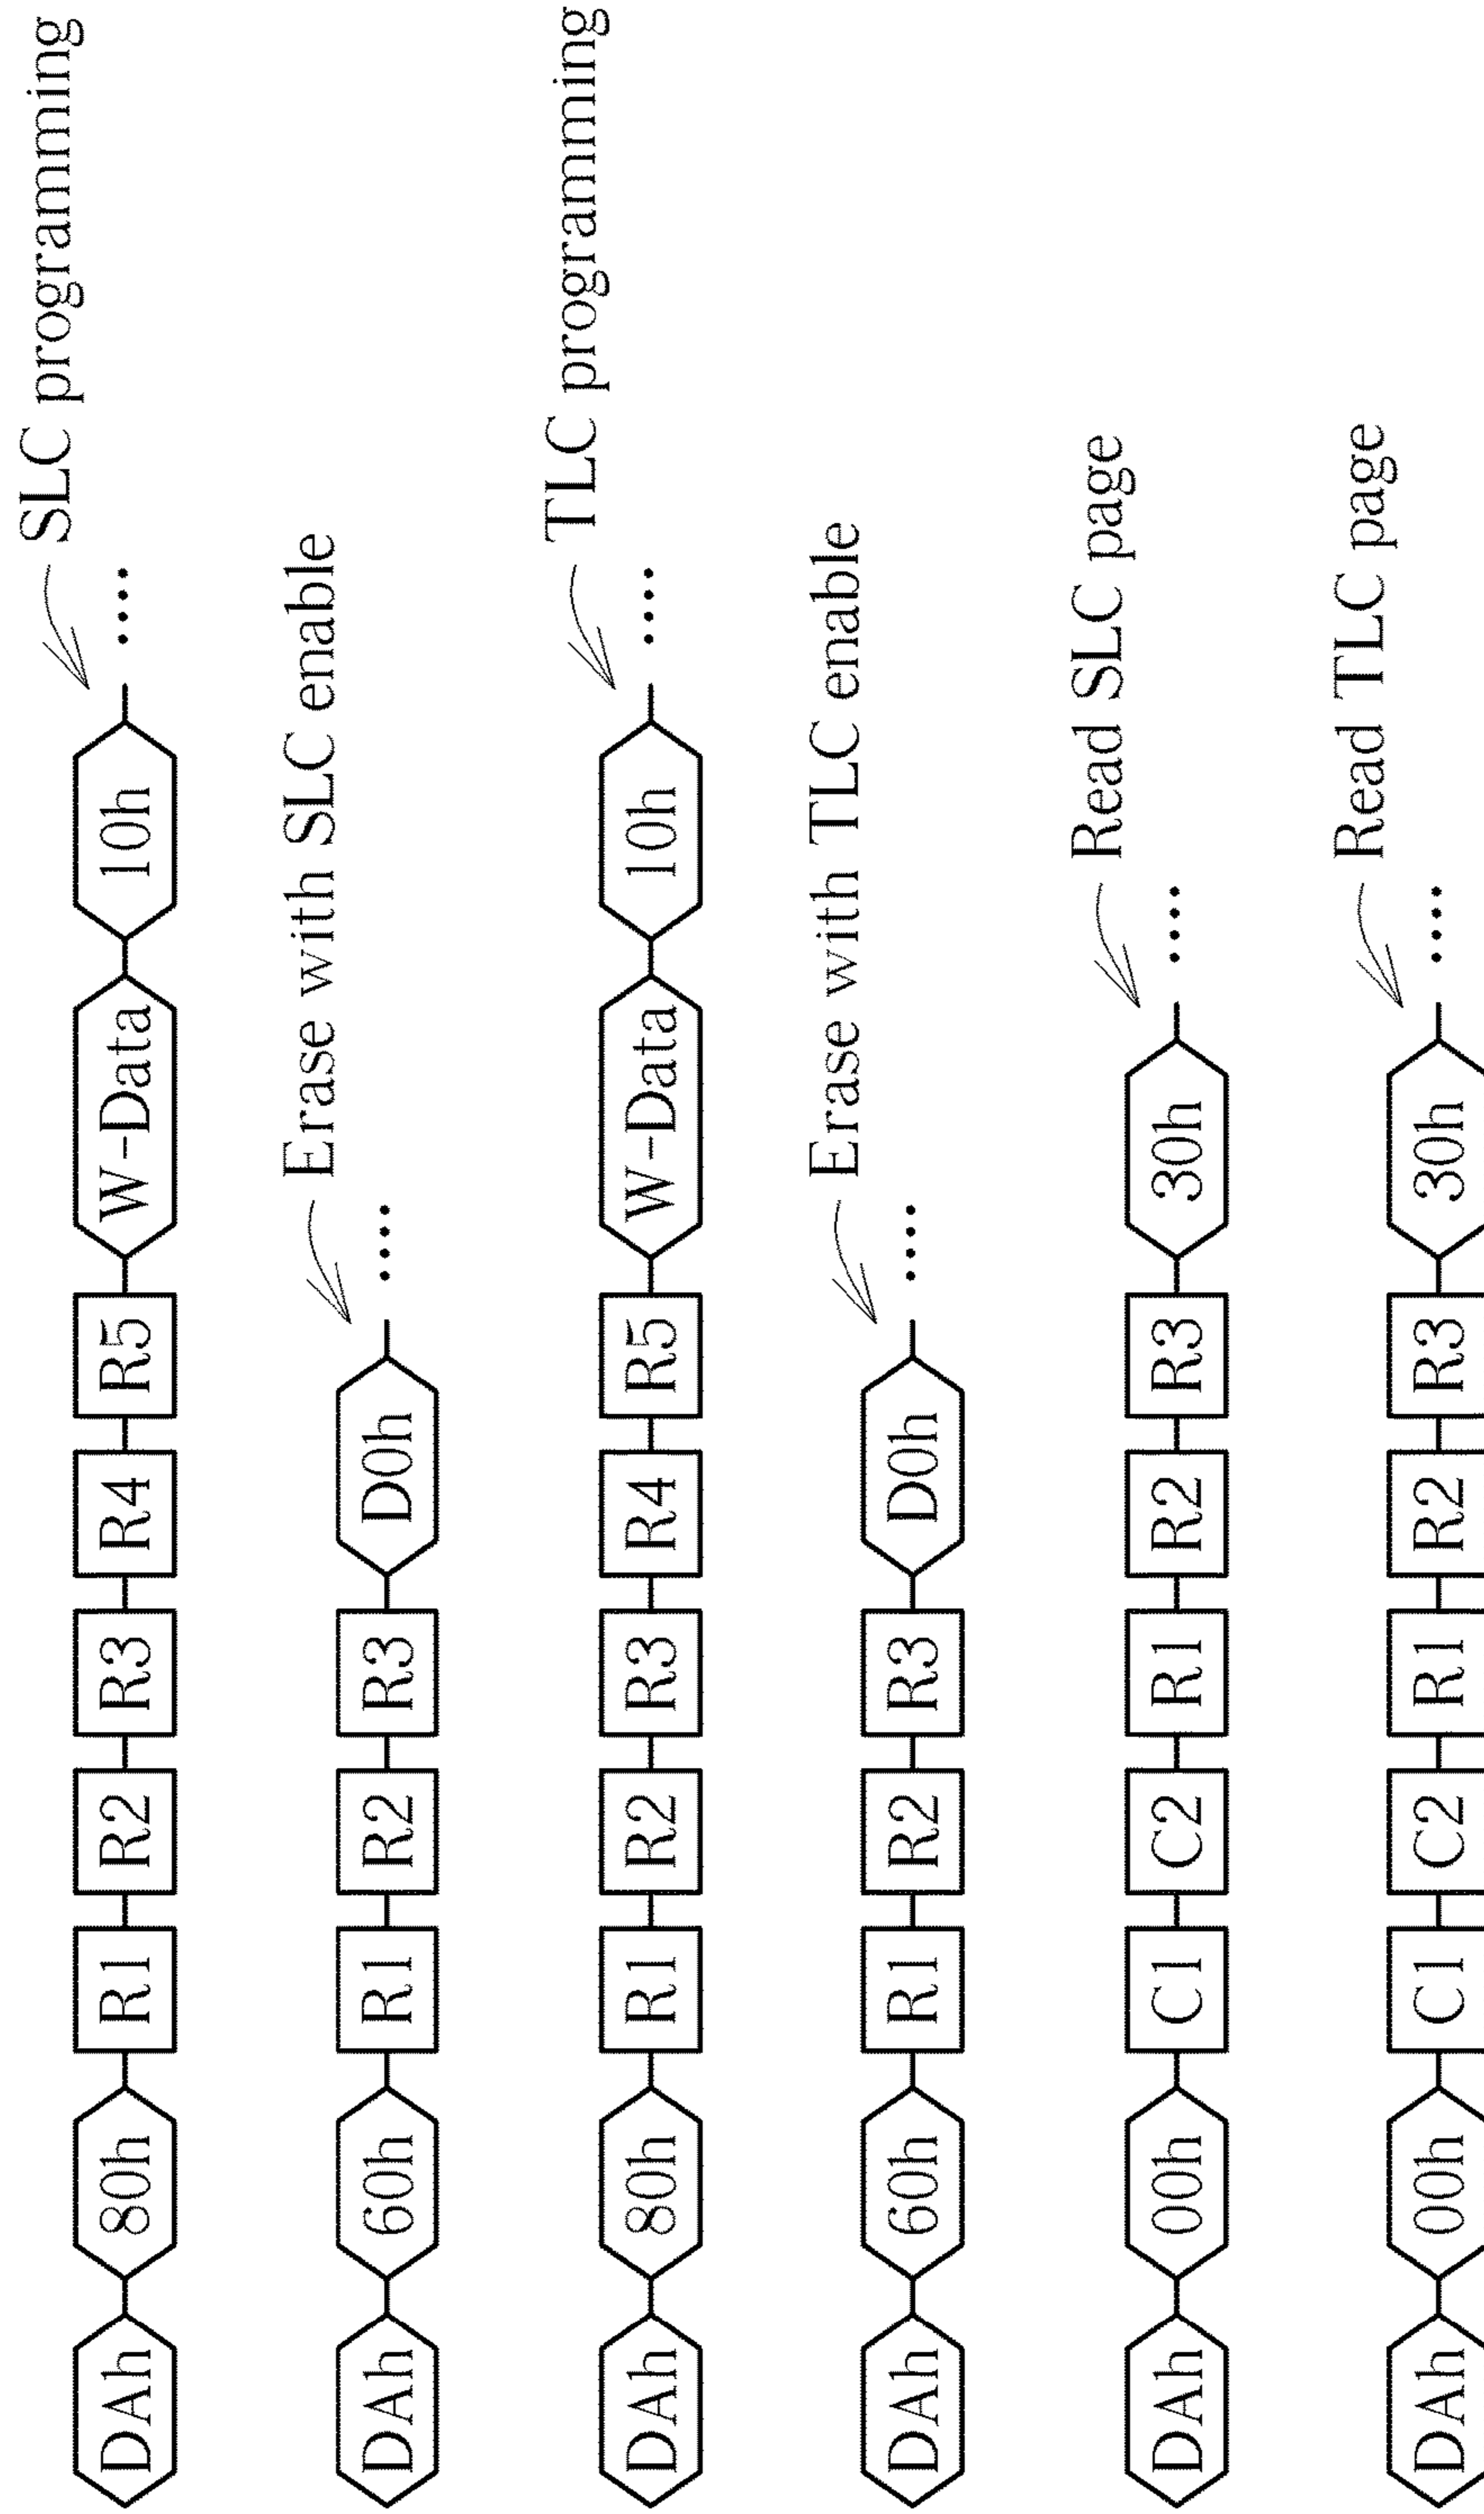 DAh 80h R1 R2 R3 R4 R5 W-Data 10h .... SLC programming
DAh 60h R1 R2 R3 D0h .... Erase with SLC enable
DAh 80h R1 R2 R3 R4 R5 W-Data 10h .... TLC programming
DAh 60h R1 R2 R3 D0h .... Erase with TLC enable
DAh 00h C1 C2 R1 R2 R3 30h .... Read SLC page
DAh 00h C1 C2 R1 R2 R3 30h .... Read TLC page